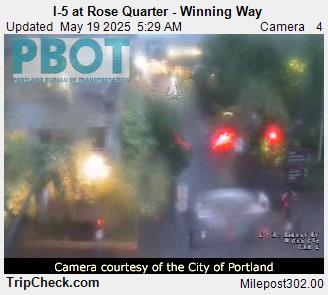 I-5 at Rose Quarter - Winning Way
Updated May 19 2025 5:29 AM Camera 4
PBOT
PORTLAND BUREAU OF TRANSPORTATION
Camera courtesy of the City of Portland
TripCheck.com Milepost302.00